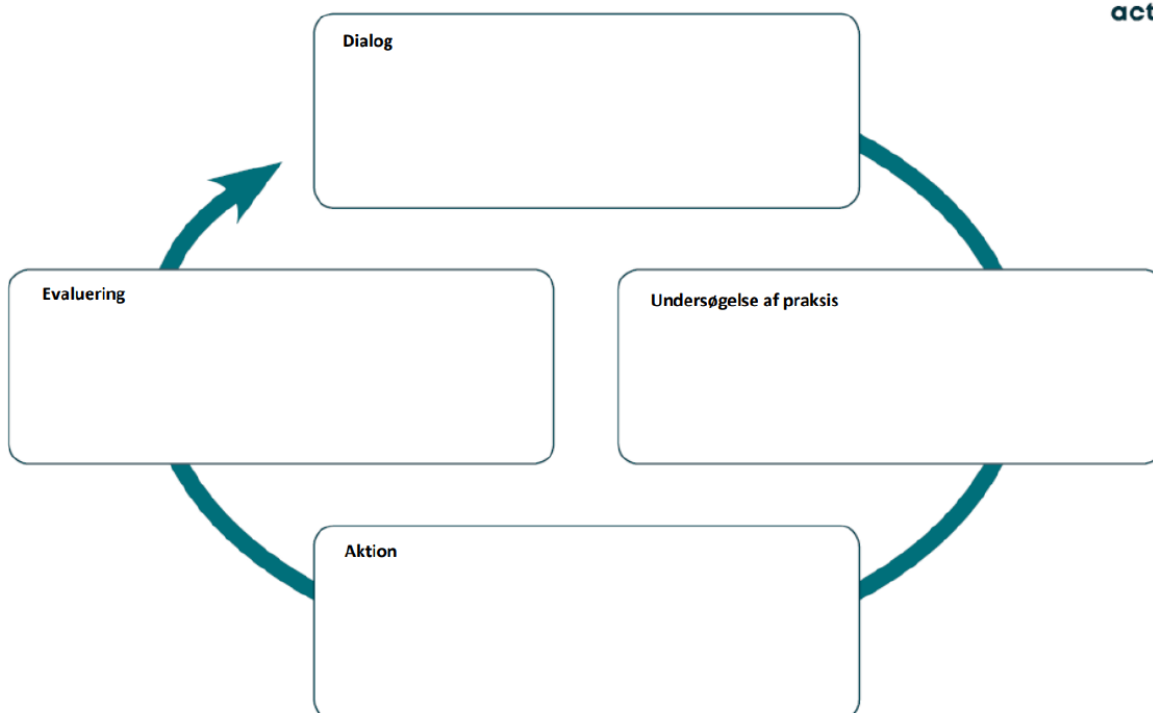 act
Dialog
Evaluering
Undersøgelse af praksis
Aktion